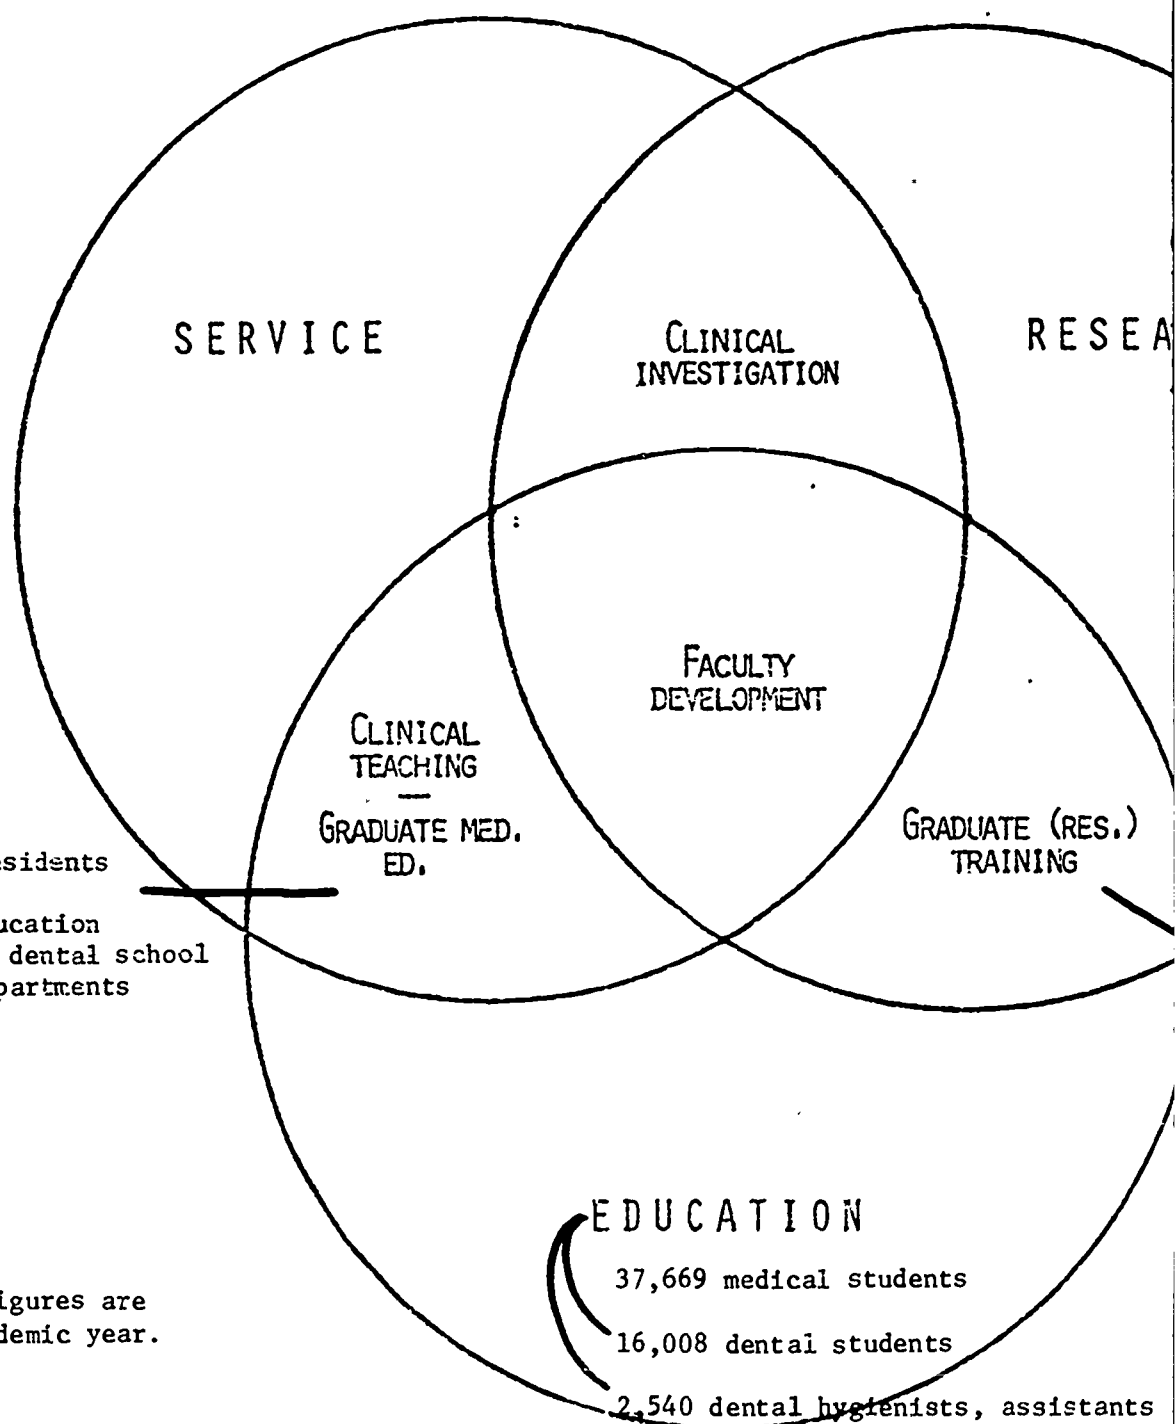 SERVICE
CLINICAL
INVESTIGATION
RESEA
FACULTY
DEVELOPMENT
CLINICAL
TEACHING
—
GRADUATE MED.
ED.
GRADUATE (RES.)
TRAINING
esidents
ucation
dental school
partments
EDUCATION
37,669 medical students
16,008 dental students
2,540 dental hygienists, assistants
igures are
demic year.